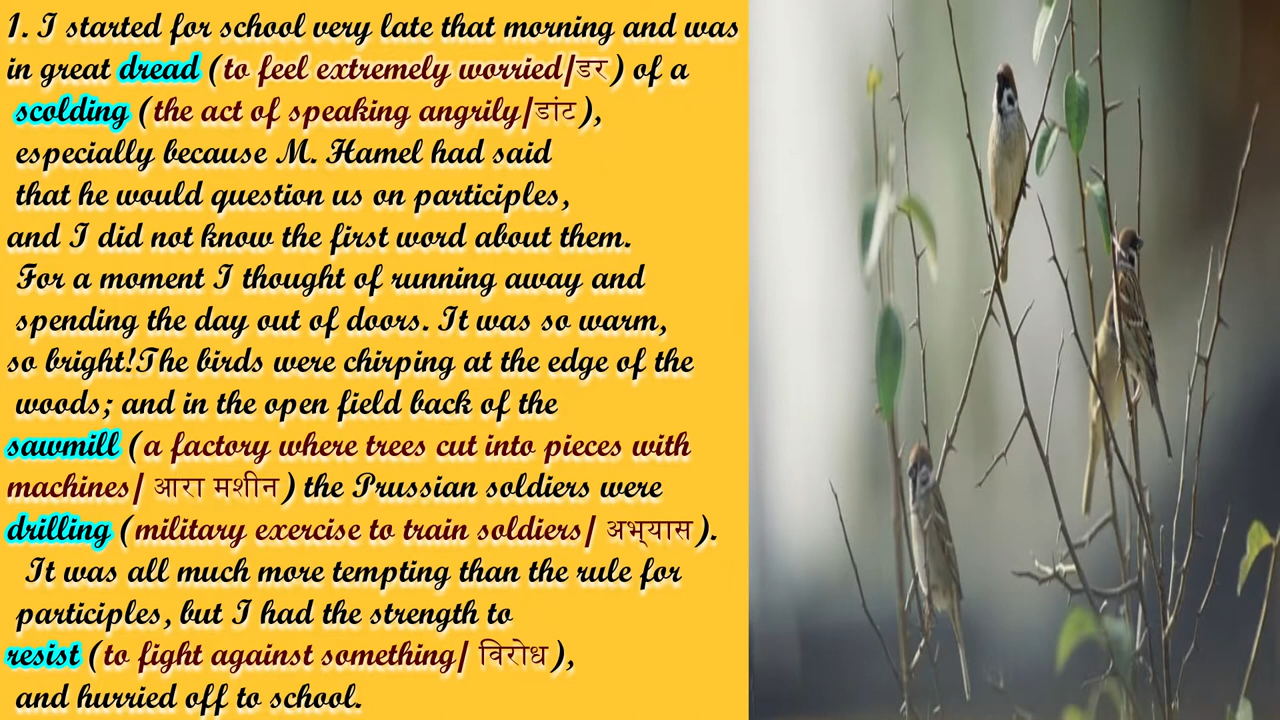 1. I started for school very late that morning and was
in great dread (to feel extremely worried/डर) of a
scolding (the act of speaking angrily/डांट),
especially because M. Hamel had said
that he would question us on participles,
and I did not know the first word about them.
For a moment I thought of running away and
spending the day out of doors. It was so warm,
so bright!The birds were chirping at the edge of the
woods; and in the open field back of the
sawmill (a factory where trees cut into pieces with
machines/ आरा मशीन) the Prussian soldiers were
drilling (military exercise to train soldiers/ अभ्यास).
It was all much more tempting than the rule for
participles, but I had the strength to
resist (to fight against something/ विरोध),
and hurried off to school.